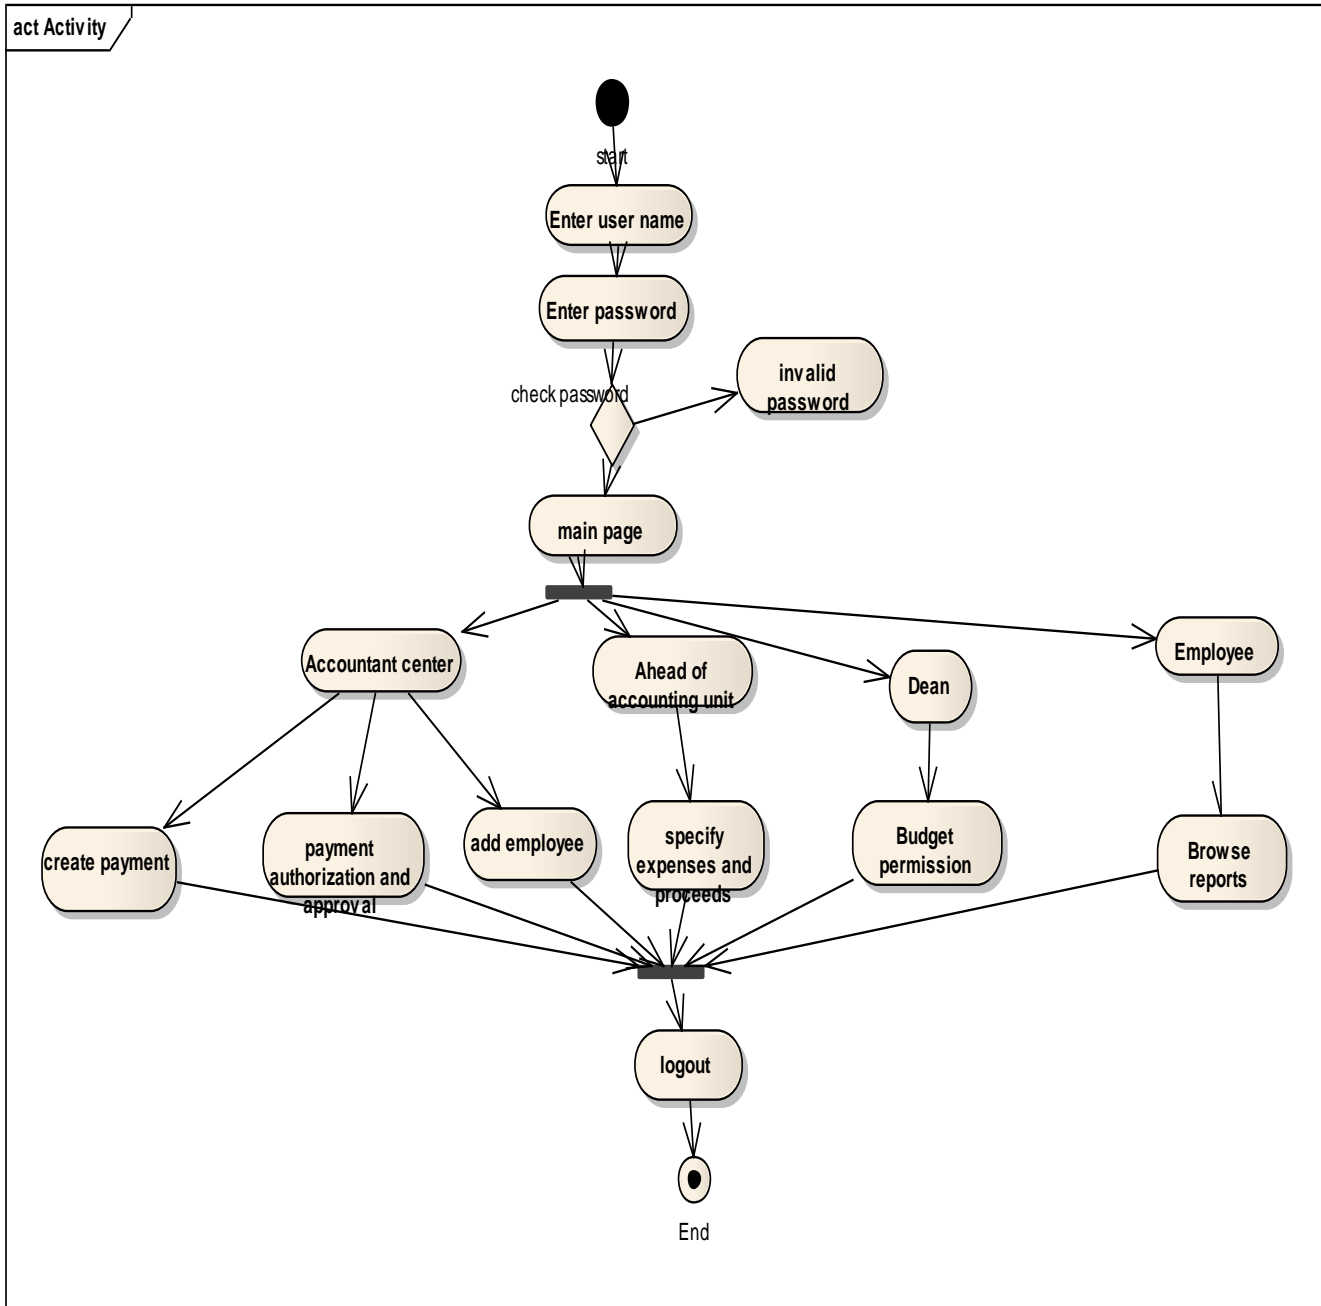 act Activity
start
Enter user name
Enter password
check password
invalid
password
main page
Accountant center
Ahead of
accounting unit
Dean
Employee
create payment
payment
authorization and
approval
add employee
specify
expenses and
proceeds
Budget
permission
Browse
reports
logout
End